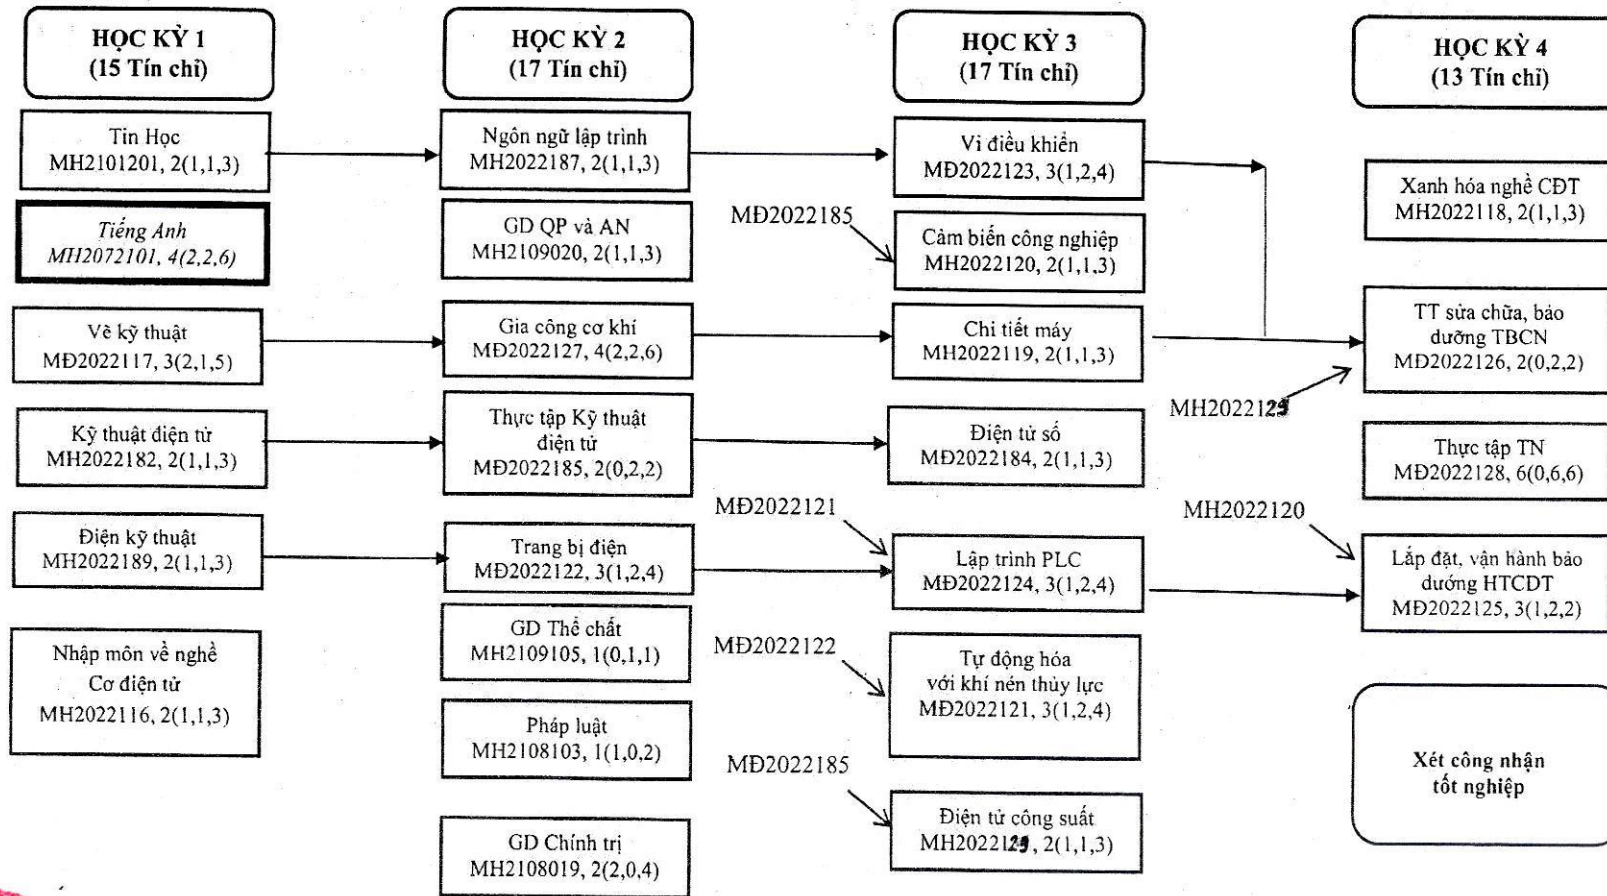 HỌC KỲ 1
(15 Tín chỉ)
Tin Học
MH2101201, 2(1,1,3)
Tiếng Anh
MH2072101, 4(2,2,6)
Vẽ kỹ thuật
MĐ2022117, 3(2,1,5)
Kỹ thuật điện tử
MH2022182, 2(1,1,3)
Điện kỹ thuật
MH2022189, 2(1,1,3)
Nhập môn về nghề
Cơ điện tử
MH2022116, 2(1,1,3)
HỌC KỲ 2
(17 Tín chỉ)
Ngôn ngữ lập trình
MH2022187, 2(1,1,3)
GD QP và AN
MH2109020, 2(1,1,3)
Gia công cơ khí
MĐ2022127, 4(2,2,6)
Thực tập Kỹ thuật
điện tử
MĐ2022185, 2(0,2,2)
Trang bị điện
MĐ2022122, 3(1,2,4)
GD Thể chất
MH2109105, 1(0,1,1)
Pháp luật
MH2108103, 1(1,0,2)
GD Chính trị
MH2108019, 2(2,0,4)
MĐ2022185
MĐ2022121
MĐ2022122
MĐ2022185
HỌC KỲ 3
(17 Tín chỉ)
Vi điều khiển
MĐ2022123, 3(1,2,4)
Cảm biến công nghiệp
MH2022120, 2(1,1,3)
Chi tiết máy
MH2022119, 2(1,1,3)
Điện tử số
MĐ2022184, 2(1,1,3)
Lập trình PLC
MĐ2022124, 3(1,2,4)
Tự động hóa
với khí nén thủy lực
MĐ2022121, 3(1,2,4)
Điện tử công suất
MH2022129, 2(1,1,3)
MH2022129
MH2022120
HỌC KỲ 4
(13 Tín chỉ)
Xanh hóa nghề CĐT
MH2022118, 2(1,1,3)
TT sửa chữa, bảo
dưỡng TBCN
MĐ2022126, 2(0,2,2)
Thực tập TN
MĐ2022128, 6(0,6,6)
Lắp đặt, vận hành bảo
dướng HTCDT
MĐ2022125, 3(1,2,2)
Xét công nhận
tốt nghiệp